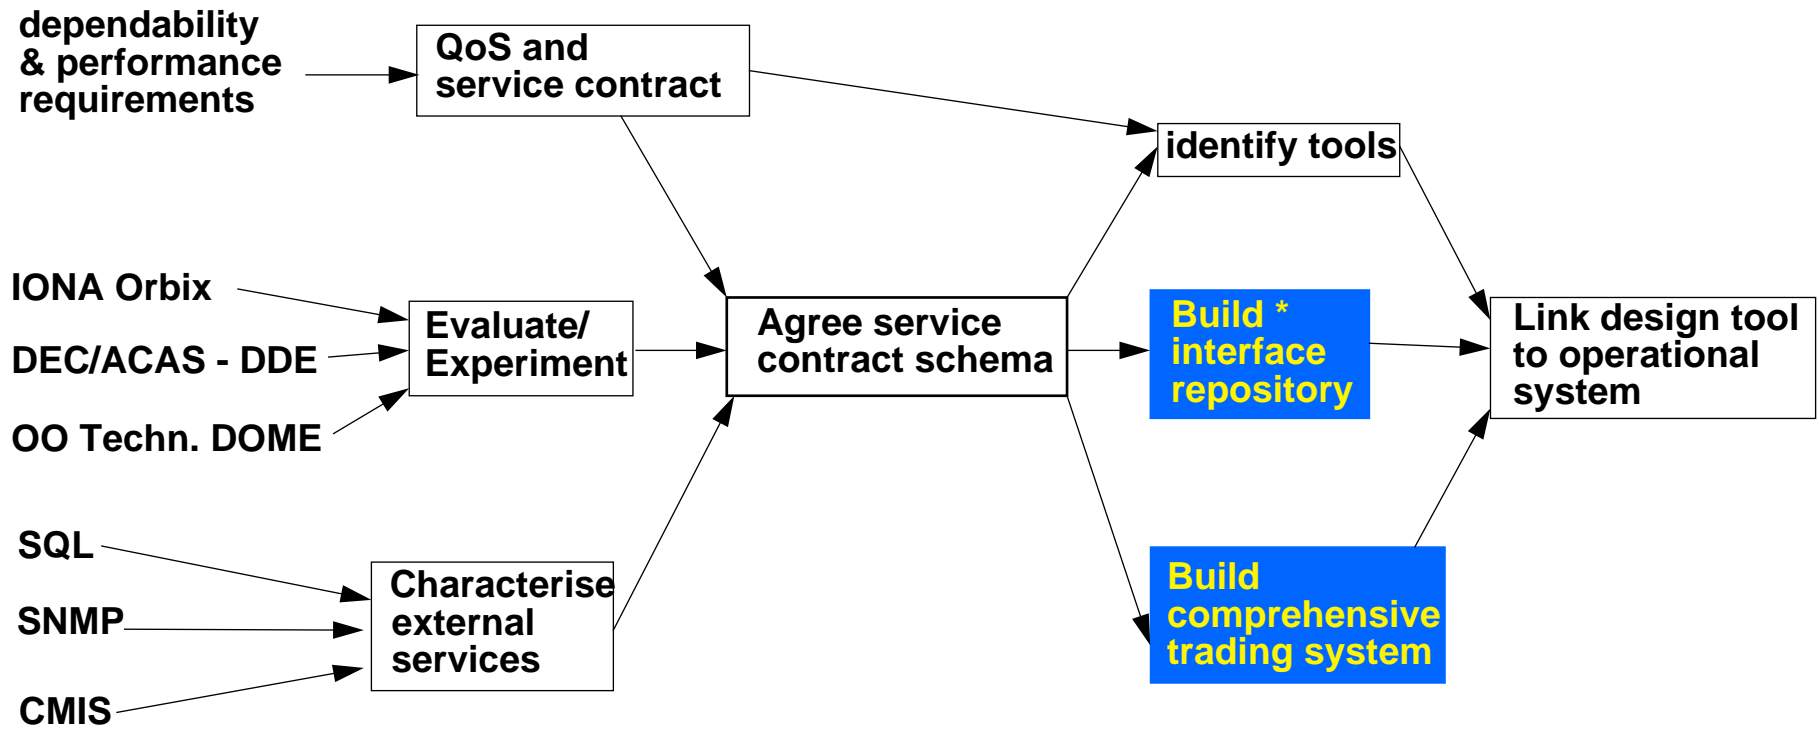 dependability
& performance
requirements
QoS and
service contract
identify tools
IONA Orbix
DEC/ACAS - DDE
OO Techn. DOME
Evaluate/
Experiment
Agree service
contract schema
Build *
interface
repository
Link design tool
to operational
system
SQL
SNMP
CMIS
Characterise
external
services
Build
comprehensive
trading system